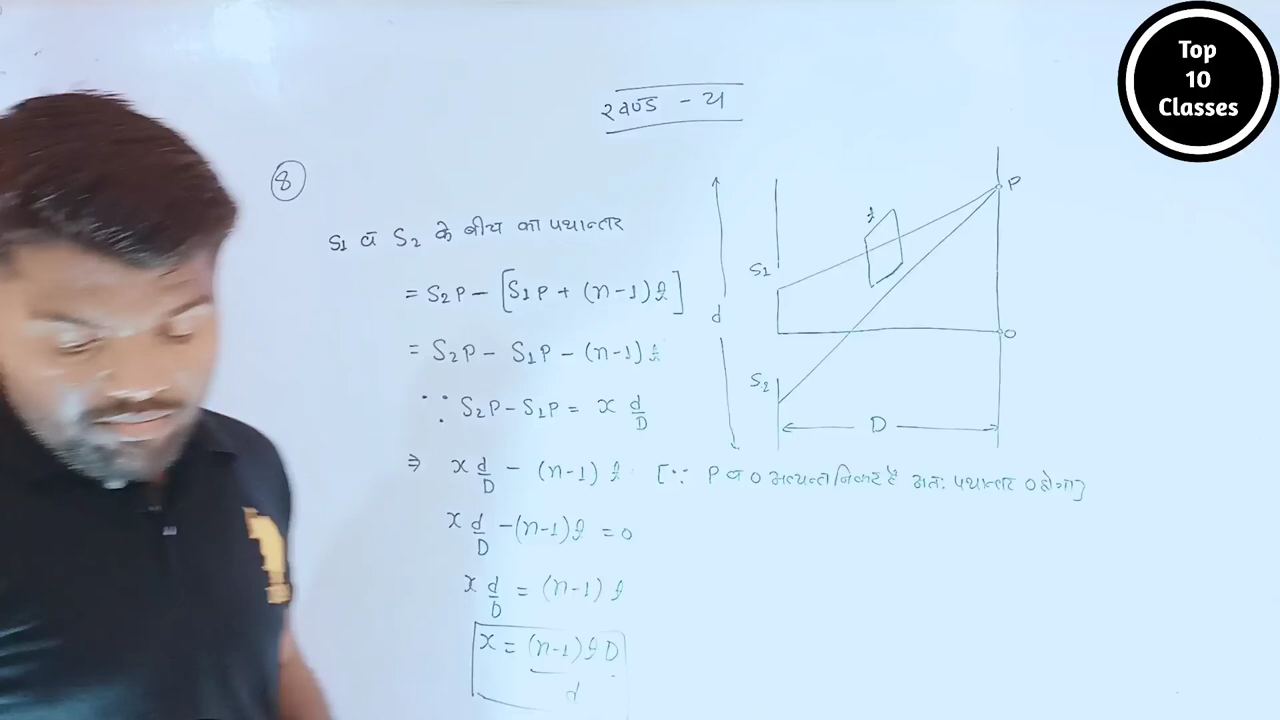 Top
10
Classes
खण्ड - य
8
S1 व S2 के बीच का पथान्तर
= S2P - [S1P + (n-1)t]
= S2P - S1P - (n-1)t
∵ S2P - S1P = x d/D
⇒ x d/D - (n-1)t [∵ P व O अत्यन्त निकट है अतः पथान्तर 0 होगा]
x d/D - (n-1)t = 0
x d/D = (n-1)t
x = (n-1)tD/d
P
t
S1
d
O
S2
D